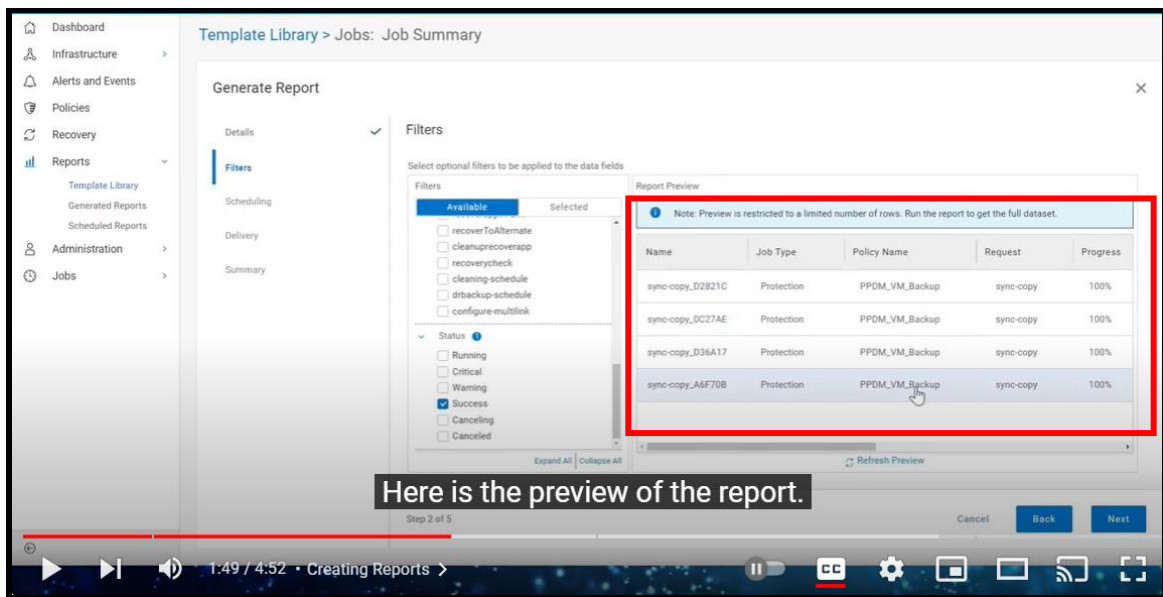 Dashboard
Infrastructure
Alerts and Events
Policies
Recovery
Reports
Template Library
Generated Reports
Scheduled Reports
Administration
Jobs
Template Library > Jobs: Job Summary
Generate Report
Details
Filters
Scheduling
Delivery
Summary
Filters
Select optional filters to be applied to the data fields
Filters
Available Selected
recoverToAlternate
cleanuprecoverapp
recoverycheck
cleaning-schedule
drbackup-schedule
configure-multilink
Status
Running
Critical
Warning
Success
Canceling
Canceled
Expand All Collapse All
Report Preview
Note: Preview is restricted to a limited number of rows. Run the report to get the full dataset.
Name Job Type Policy Name Request Progress
sync-copy_D2821C Protection PPDM_VM_Backup sync-copy 100%
sync-copy_0C27AE Protection PPDM_VM_Backup sync-copy 100%
sync-copy_D36A17 Protection PPDM_VM_Backup sync-copy 100%
sync-copy_A6F70B Protection PPDM_VM_Backup sync-copy 100%
Refresh Preview
Here is the preview of the report.
Step 2 of 5
Cancel Back Next
1:49 / 4:52 • Creating Reports >
CC